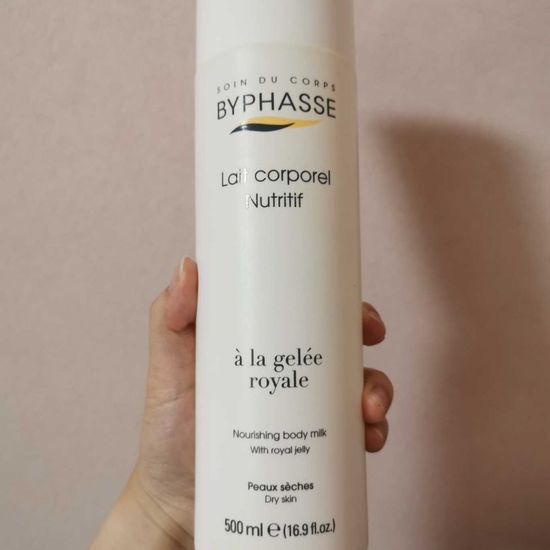 SOIN DU CORPS
BYPHASSE
Lait corporel
Nutritif
à la gelée
royale
Nourishing body milk
With royal jelly
Peaux sèches
Dry skin
500 ml e (16.9 fl.oz.)